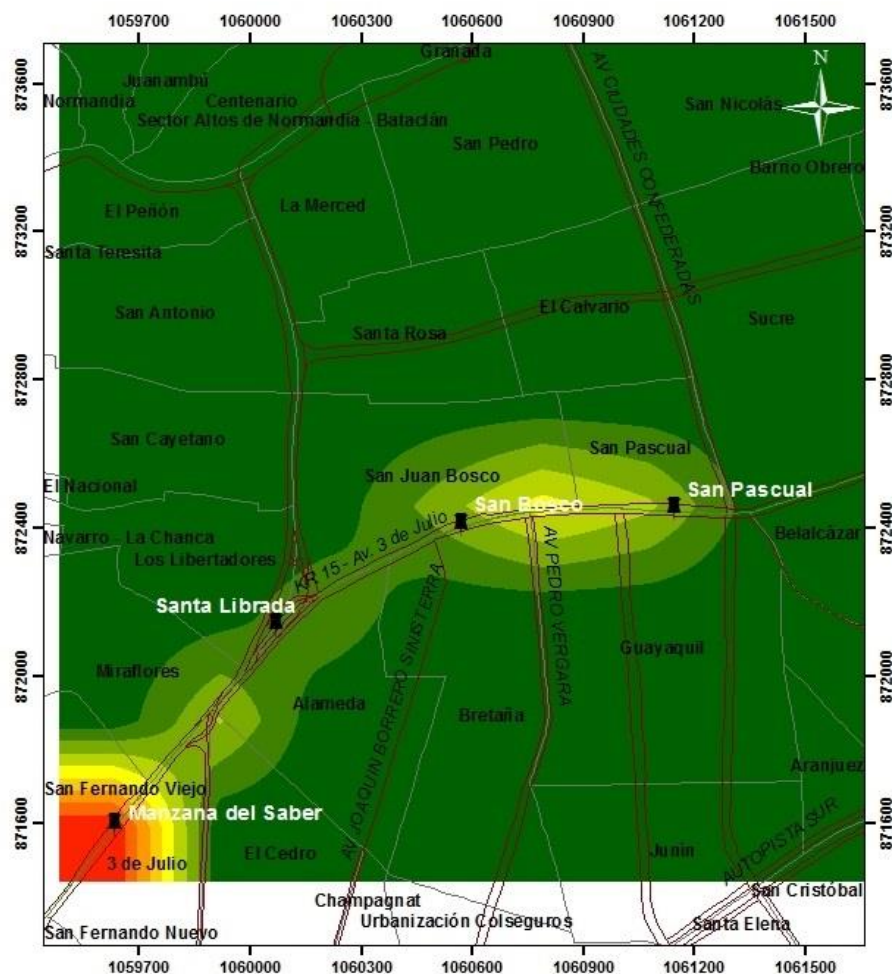 1059700 1060000 1060300 1060600 1060900 1061200 1061500
Granada
N
873600 873600
Juanambú
Normandia Centenario San Nicolás
Sector Altos de Normandia - Bataclán
AV CIUDADES CONFEDERADAS
San Pedro
Barrio Obrero
El Peñón La Merced
873200 873200
Santa Teresita
San Antonio El Calvario Sucre
Santa Rosa
872800 872800
San Cayetano San Pascual
San Juan Bosco
El Nacional San Pascual
San Bosco
872400 872400
Navarro - La Chanca KR 15 - Av. 3 de Julio Belalcázar
Los Libertadores
AV PEDRO VERGARA
Santa Librada
AV JOAQUIN BORRERO SINISTERRA
Guayaquil
872000 872000
Miraflores
Alameda Bretaña
Aranjuez
San Fernando Viejo
Manzana del Saber
871600 871600
3 de Julio El Cedro Junin AUTOPISTA SUR
San Cristóbal
Champagnat
Urbanización Colseguros Santa Elena
San Fernando Nuevo
1059700 1060000 1060300 1060600 1060900 1061200 1061500